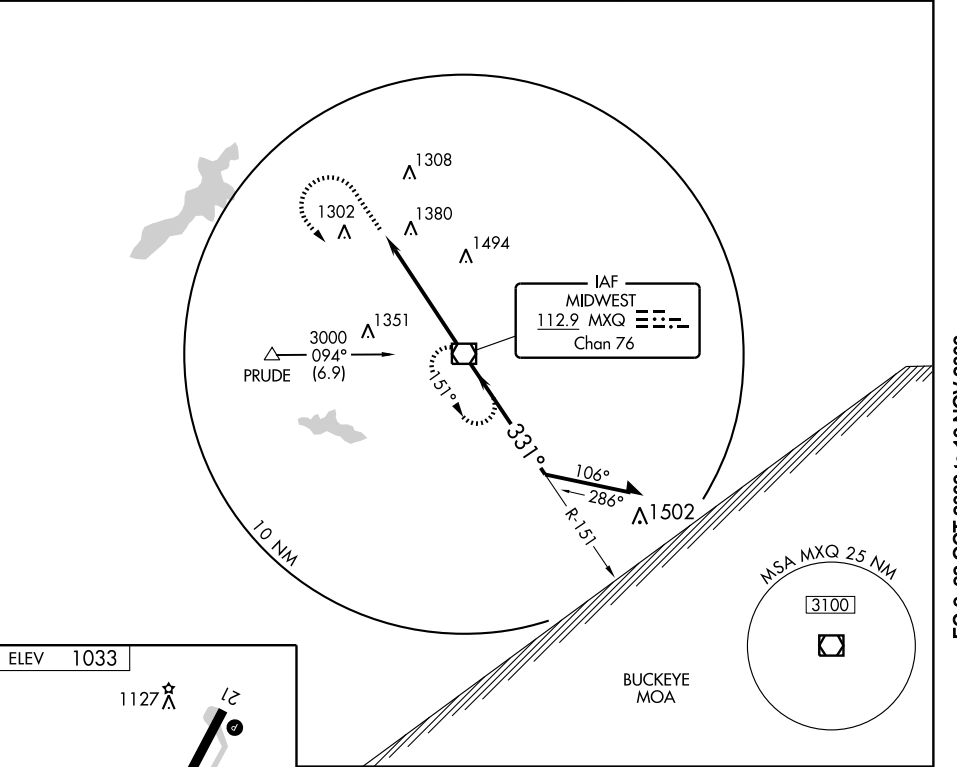 1308
1302
1380
1494
IAF
MIDWEST
112.9 MXQ
Chan 76
1351
3000
094°
(6.9)
PRUDE
151°
331°
106°
286°
1502
R-151
10 NM
MSA MXQ 25 NM
3100
ELEV 1033
BUCKEYE
MOA
1127
21
P